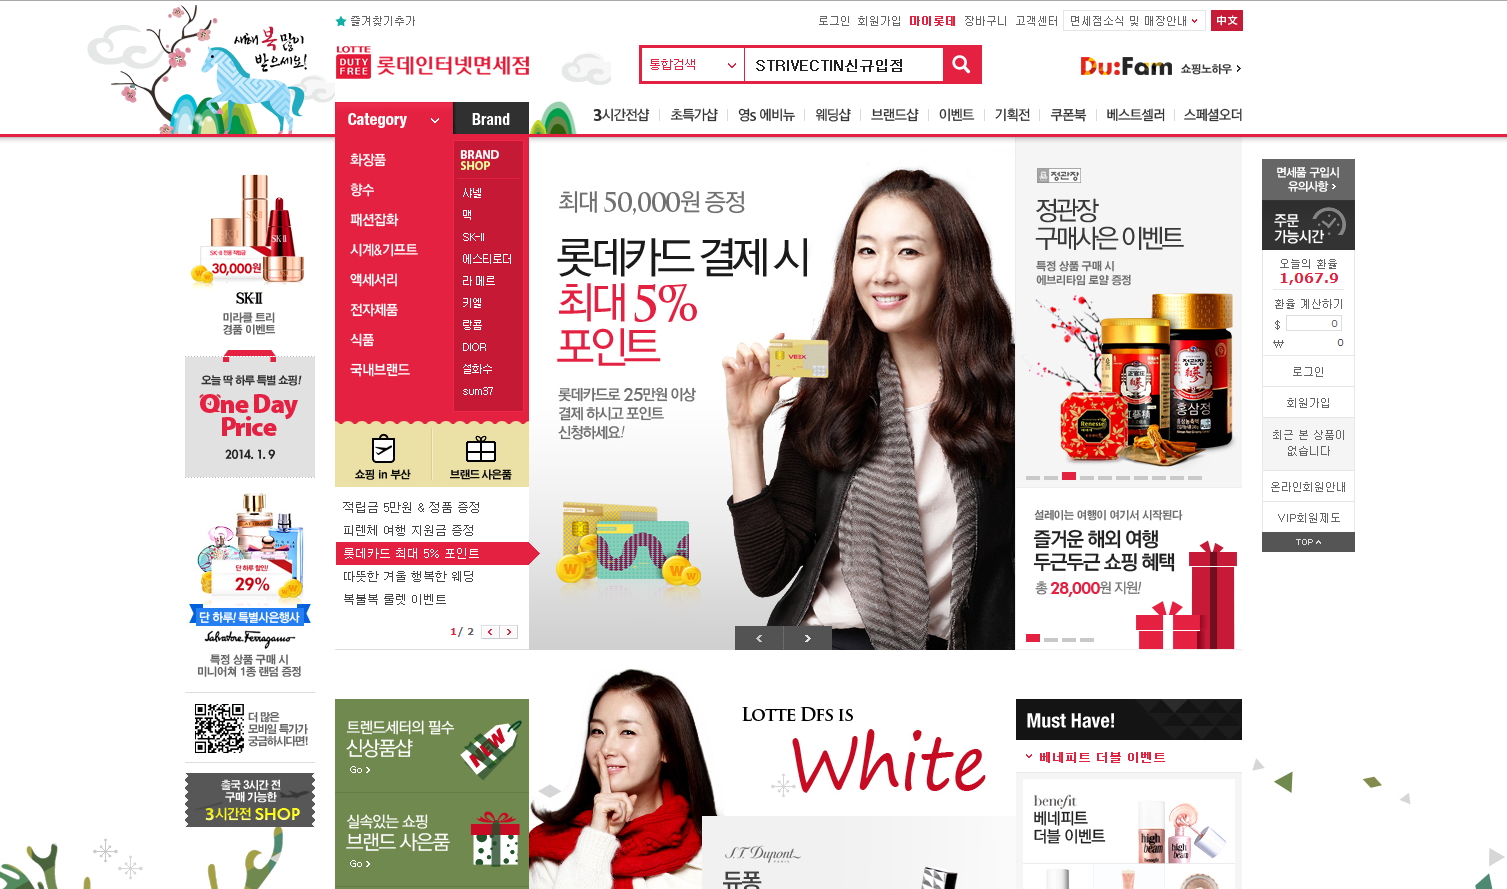 새해 복 많이
받으세요!
즐겨찾기추가
로그인 회원가입 마이롯데 장바구니 고객센터 면세점소식 및 매장안내 中文
LOTTE
DUTY
FREE
롯데인터넷면세점
통합검색
STRIVECTIN신규입점
Du:Fam 쇼핑노하우
Category
Brand
3시간전샵 초특가샵 영s 에비뉴 웨딩샵 브랜드샵 이벤트 기획전 쿠폰북 베스트셀러 스페셜오더
SK-II
SK-II 전용 적립금
30,000원
SK-II
미라클 트리
경품 이벤트
오늘 딱 하루 특별 쇼핑!
One Day
Price
2014. 1. 9
단 하루 할인!
29%
단 하루! 특별사은행사
Salvatore Ferragamo
특정 상품 구매 시
미니어쳐 1종 랜덤 증정
더 많은
모바일 특가가
궁금하시다면!
출국 3시간 전
구매 가능한
3시간전 SHOP
화장품
향수
패션잡화
시계&기프트
액세서리
전자제품
식품
국내브랜드
BRAND
SHOP
샤넬
맥
SK-II
에스티로더
라 메르
키엘
랑콤
DIOR
설화수
sum37
쇼핑 in 부산
브랜드 사은품
적립금 5만원 & 정품 증정
피렌체 여행 지원금 증정
롯데카드 최대 5% 포인트
따뜻한 겨울 행복한 웨딩
복불복 룰렛 이벤트
1/ 2
최대 50,000원 증정
롯데카드 결제 시
최대 5%
포인트
롯데카드로 25만원 이상
결제 하시고 포인트
신청하세요!
VEEX
정관장
정관장
구매사은 이벤트
특정 상품 구매 시
에브리타임 로얄 증정
Renesse
홍삼정
설레이는 여행이 여기서 시작된다
즐거운 해외 여행
두근두근 쇼핑 혜택
총 28,000원 지원!
면세품 구입시
유의사항
주문
가능시간
오늘의 환율
1,067.9
환율 계산하기
$ 0
₩ 0
로그인
회원가입
최근 본 상품이
없습니다
온라인회원안내
VIP회원제도
TOP
트렌드세터의 필수
신상품샵
Go
NEW
실속있는 쇼핑
브랜드 사은품
Go
LOTTE DFS IS
White
S.T. Dupont
PARIS
듀퐁
Must Have!
베네피트 더블 이벤트
benefit
베네피트
더블 이벤트
high
beam
high
beam